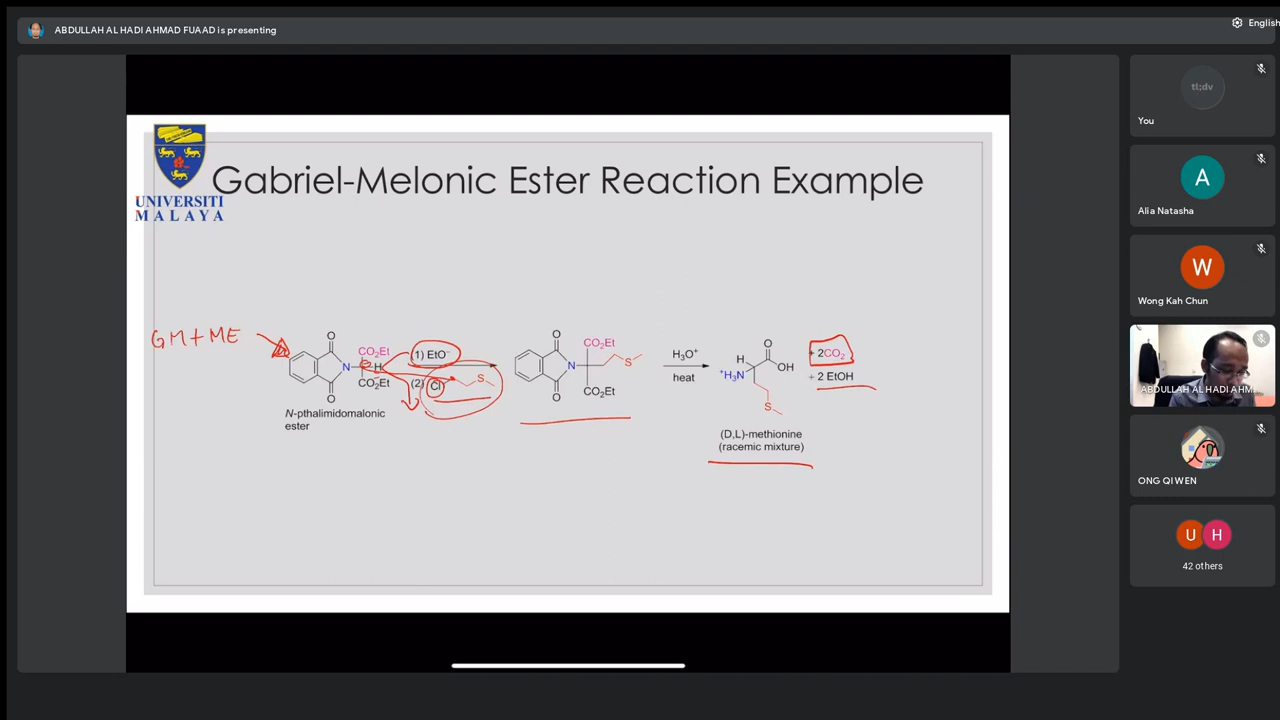 ABDULLAH AL HADI AHMAD FUAAD is presenting
English
UNIVERSITI
MALAYA
Gabriel-Melonic Ester Reaction Example
GM + ME
O
CO2Et
N
H
CO2Et
O
N-pthalimidomalonic
ester
1) EtO⁻
(2) Cl
S
O
CO2Et
N
S
CO2Et
O
H3O+
heat
H
O
OH
+H3N
S
+ 2CO2
+ 2 EtOH
(D,L)-methionine
(racemic mixture)
tl;dv
You
A
Alia Natasha
W
Wong Kah Chun
ABDULLAH AL HADI AHM
ONG QI WEN
U
H
42 others